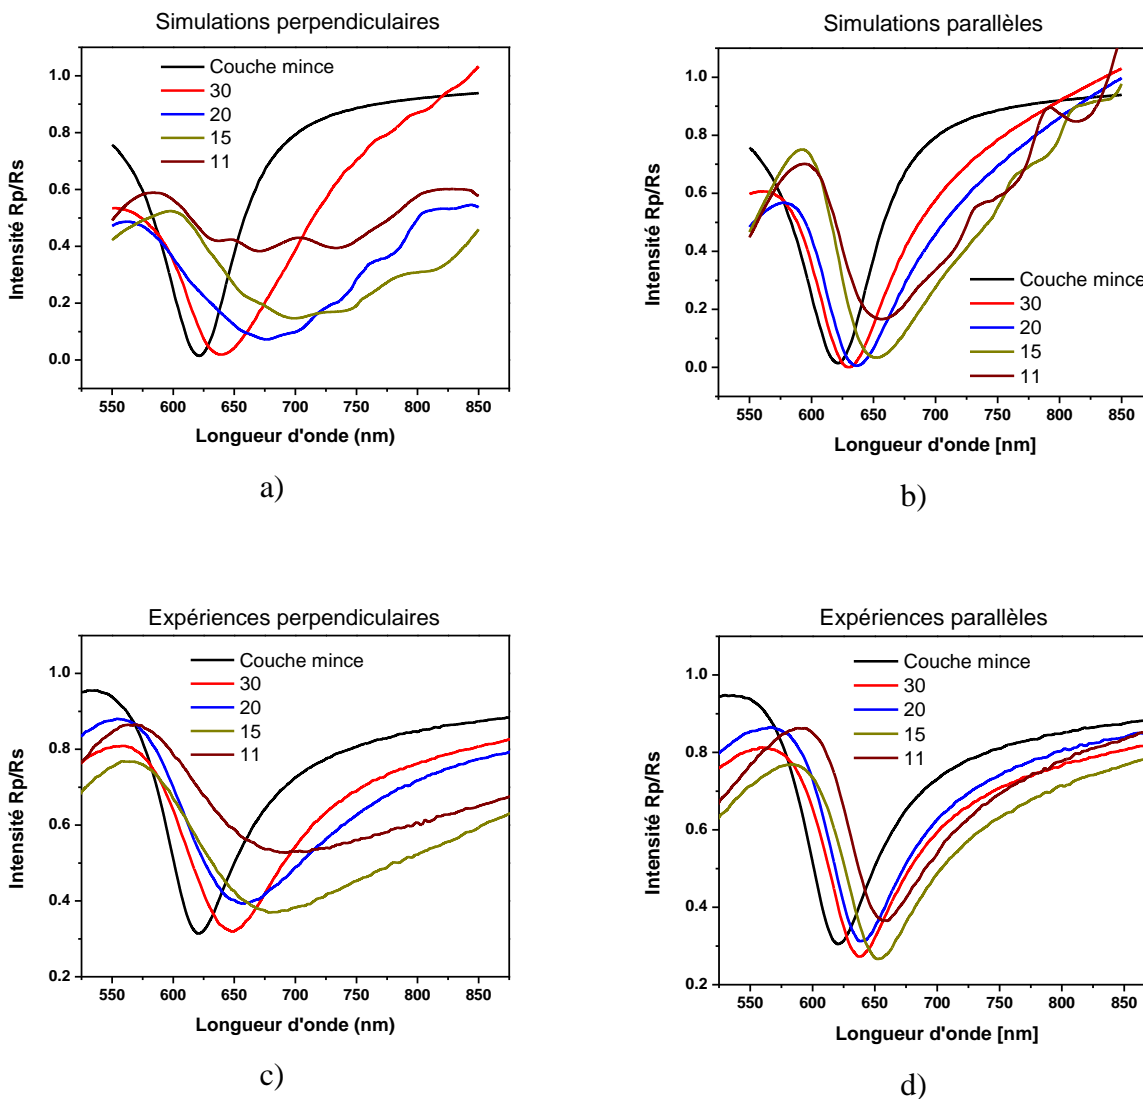 Simulations perpendiculaires
Couche mince
30
20
15
11
1.0
0.8
0.6
0.4
0.2
0.0
Intensité Rp/Rs
550 600 650 700 750 800 850
Longueur d'onde (nm)
a)
Simulations parallèles
1.0
0.8
0.6
0.4
0.2
0.0
Intensité Rp/Rs
Couche mince
30
20
15
11
550 600 650 700 750 800 850
Longueur d'onde [nm]
b)
Expériences perpendiculaires
Couche mince
30
20
15
11
1.0
0.8
0.6
0.4
0.2
Intensité Rp/Rs
550 600 650 700 750 800 850
Longueur d'onde (nm)
c)
Expériences parallèles
Couche mince
30
20
15
11
1.0
0.8
0.6
0.4
0.2
Intensité Rp/Rs
550 600 650 700 750 800 850
Longueur d'onde [nm]
d)